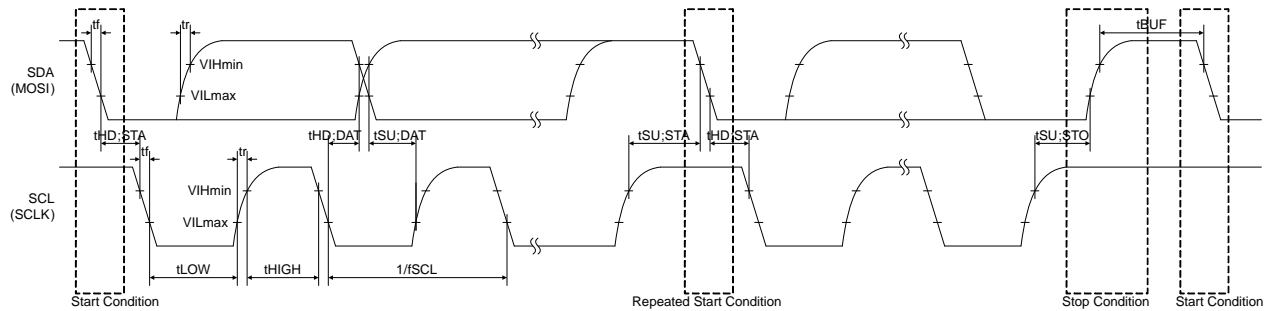 tf
tr
tBUF
SDA
(MOSI)
VIHmin
VILmax
tHD;STA
tHD;DAT
tSU;DAT
tSU;STA
tHD;STA
tSU;STO
tf
tr
SCL
(SCLK)
VIHmin
VILmax
tLOW
tHIGH
1/fSCL
Start Condition
Repeated Start Condition
Stop Condition
Start Condition